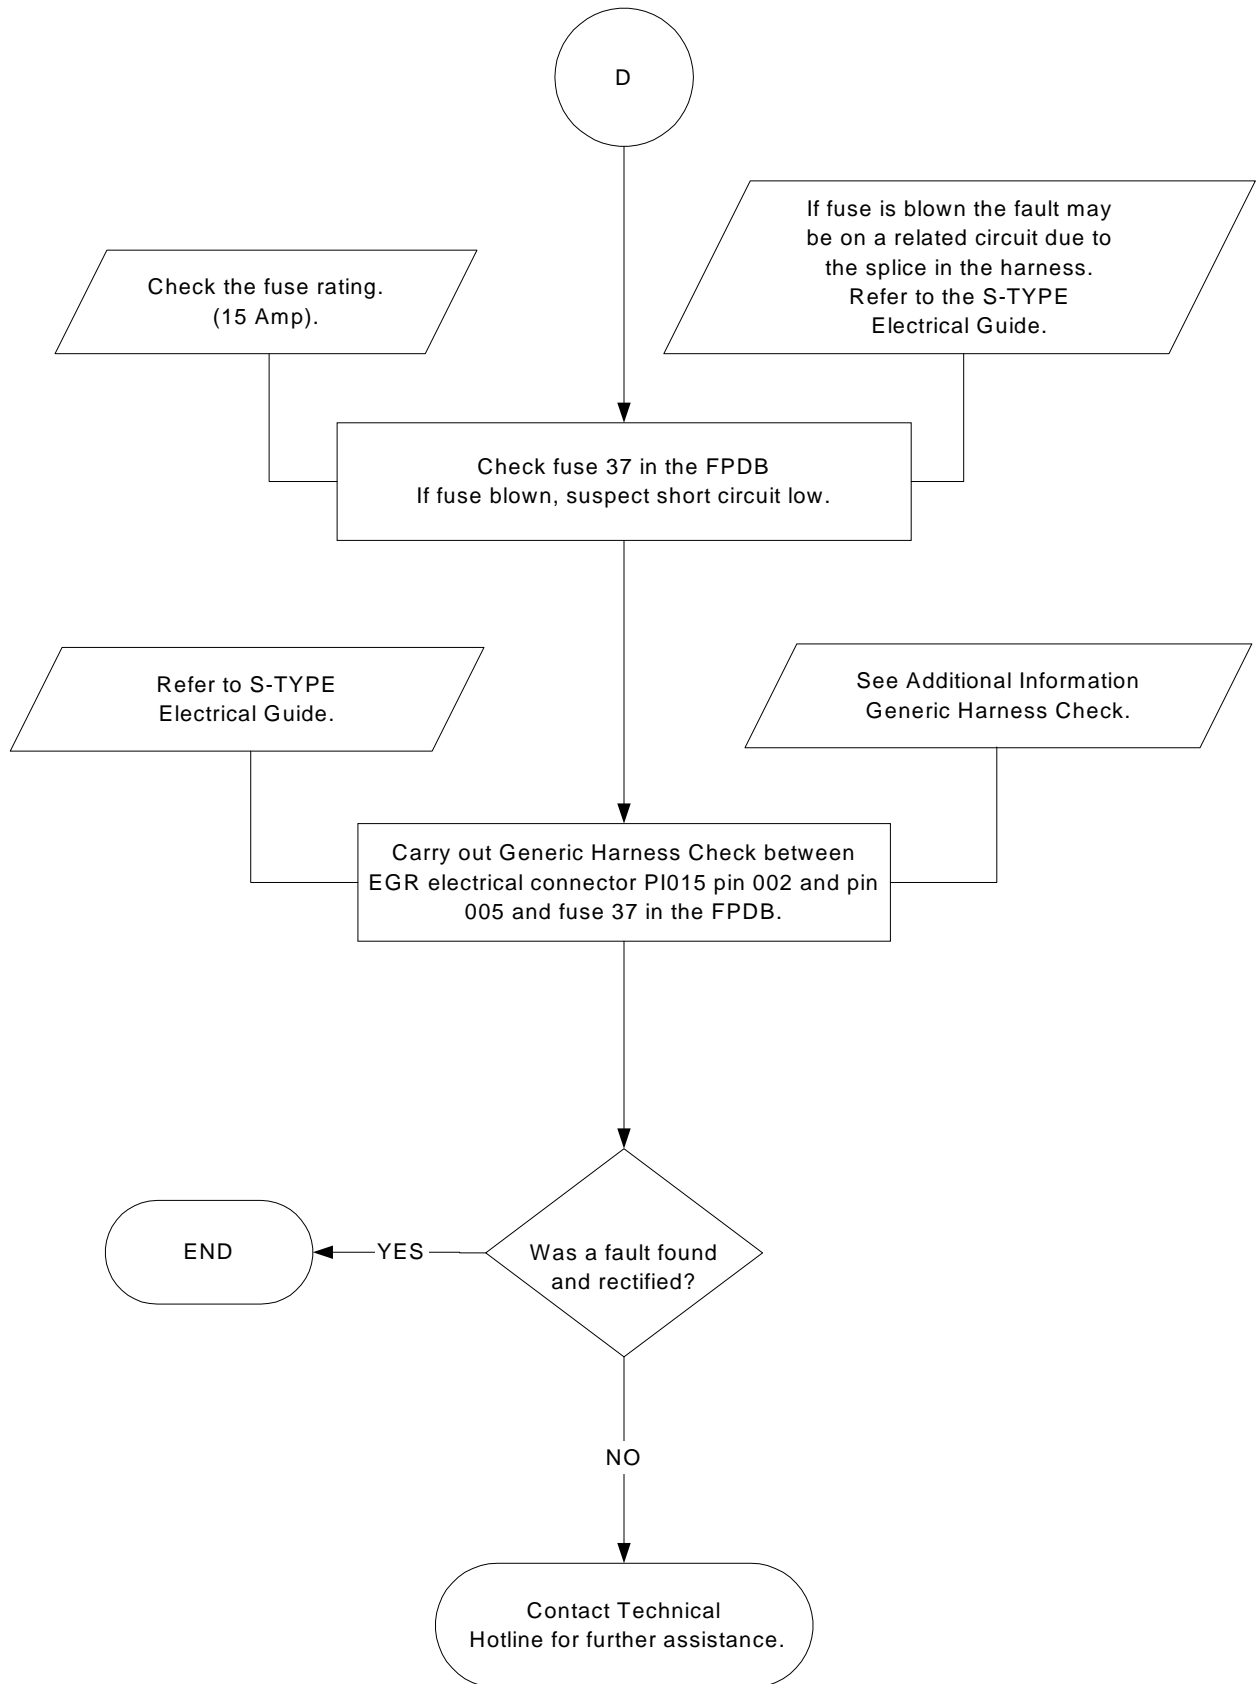 D
If fuse is blown the fault may
be on a related circuit due to
the splice in the harness.
Refer to the S-TYPE
Electrical Guide.
Check the fuse rating.
(15 Amp).
Check fuse 37 in the FPDB
If fuse blown, suspect short circuit low.
Refer to S-TYPE
Electrical Guide.
See Additional Information
Generic Harness Check.
Carry out Generic Harness Check between
EGR electrical connector PI015 pin 002 and pin
005 and fuse 37 in the FPDB.
END
YES
Was a fault found
and rectified?
NO
Contact Technical
Hotline for further assistance.